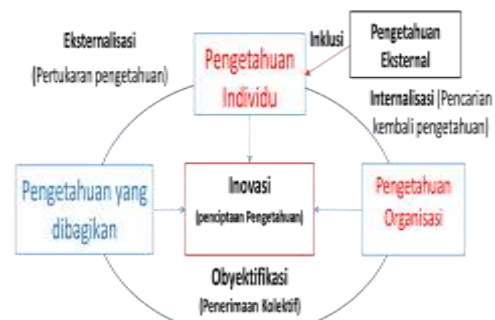 Eksternalisasi
(Pertukaran pengetahuan)
Pengetahuan
Individu
Inklusi
Pengetahuan
Eksternal
Internalisasi (Pencarian
kembali pengetahuan)
Pengetahuan yang
dibagikan
Inovasi
(penciptaan Pengetahuan)
Pengetahuan
Organisasi
Obyektifikasi
(Penerimaan Kolektif)